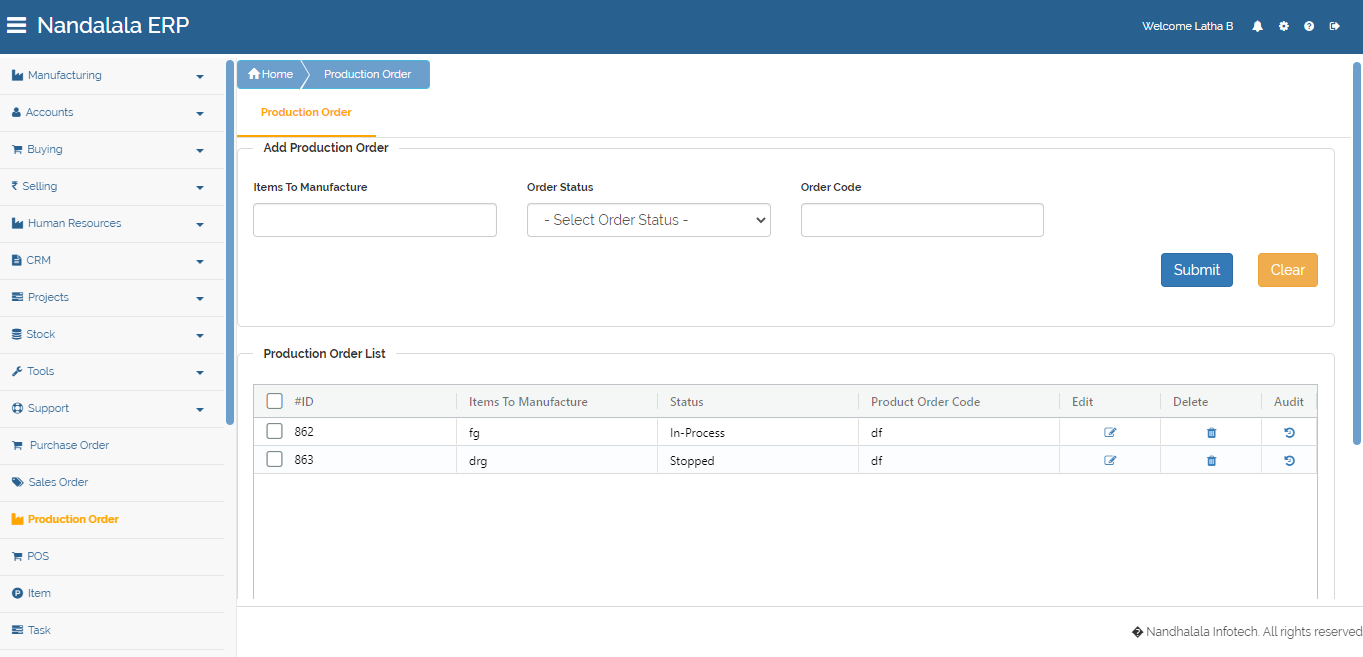 Nandalala ERP
Welcome Latha B
Manufacturing
Accounts
Buying
₹ Selling
Human Resources
CRM
Projects
Stock
Tools
Support
Purchase Order
Sales Order
Production Order
POS
Item
Task
Home Production Order
Production Order
Add Production Order
Items To Manufacture Order Status Order Code
- Select Order Status -
Submit Clear
Production Order List
#ID Items To Manufacture Status Product Order Code Edit Delete Audit
862 fg In-Process df
863 drg Stopped df
� Nandhalala Infotech. All rights reserved